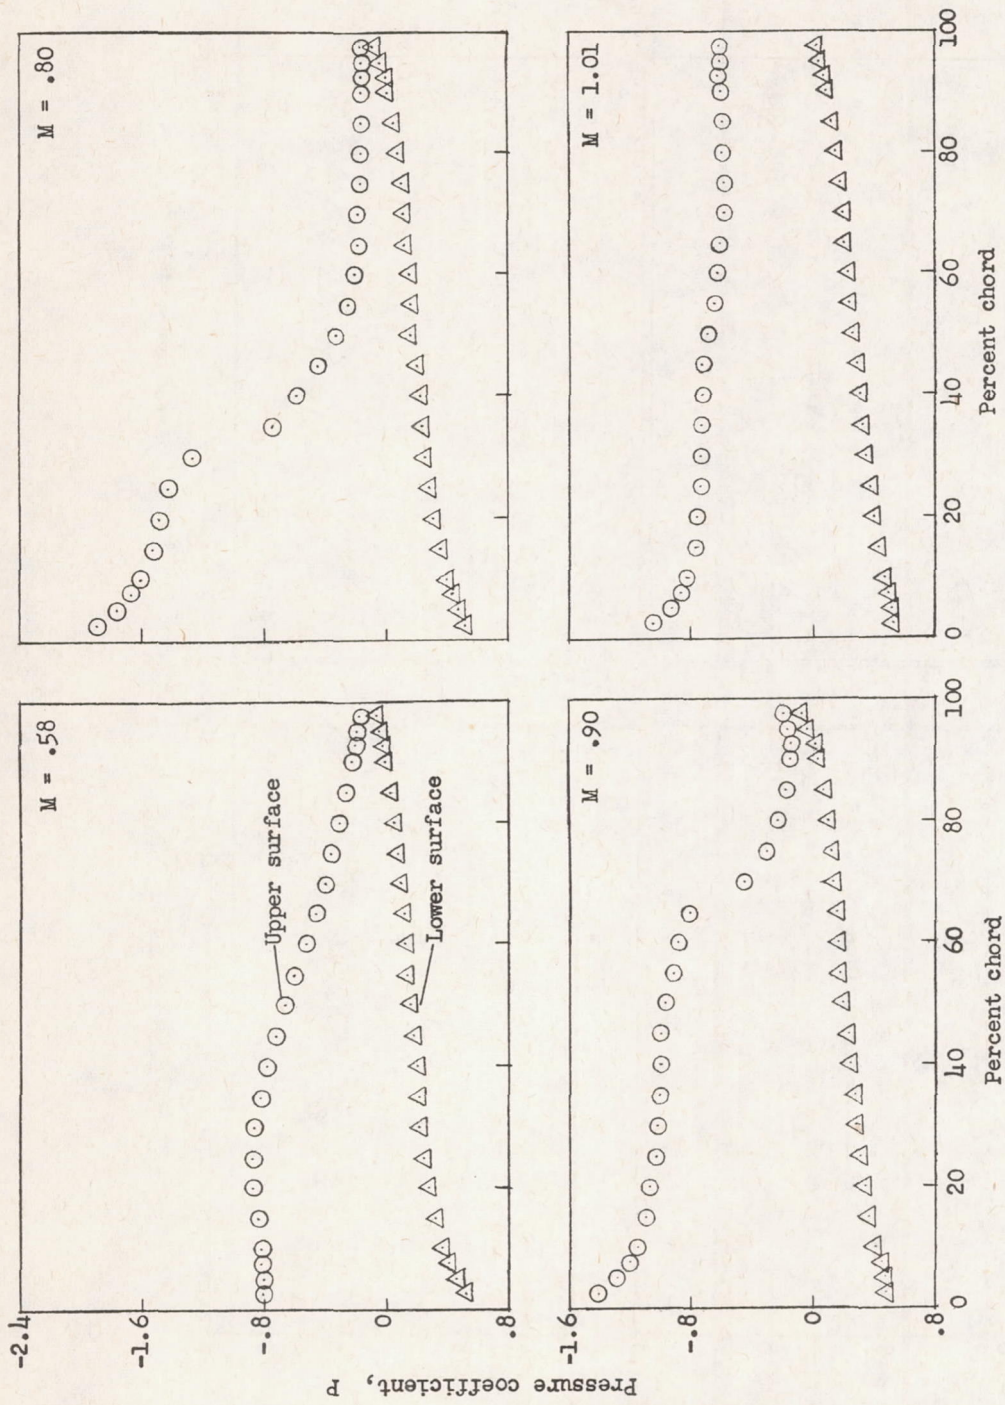 M = .58
M = .80
-2.4
-1.6
-.8
0
.8
Upper surface
Lower surface
Pressure coefficient, P
M = .90
M = 1.01
-1.6
-.8
0
.8
0
20
40
60
80
100
0
20
40
60
80
100
Percent chord
Percent chord